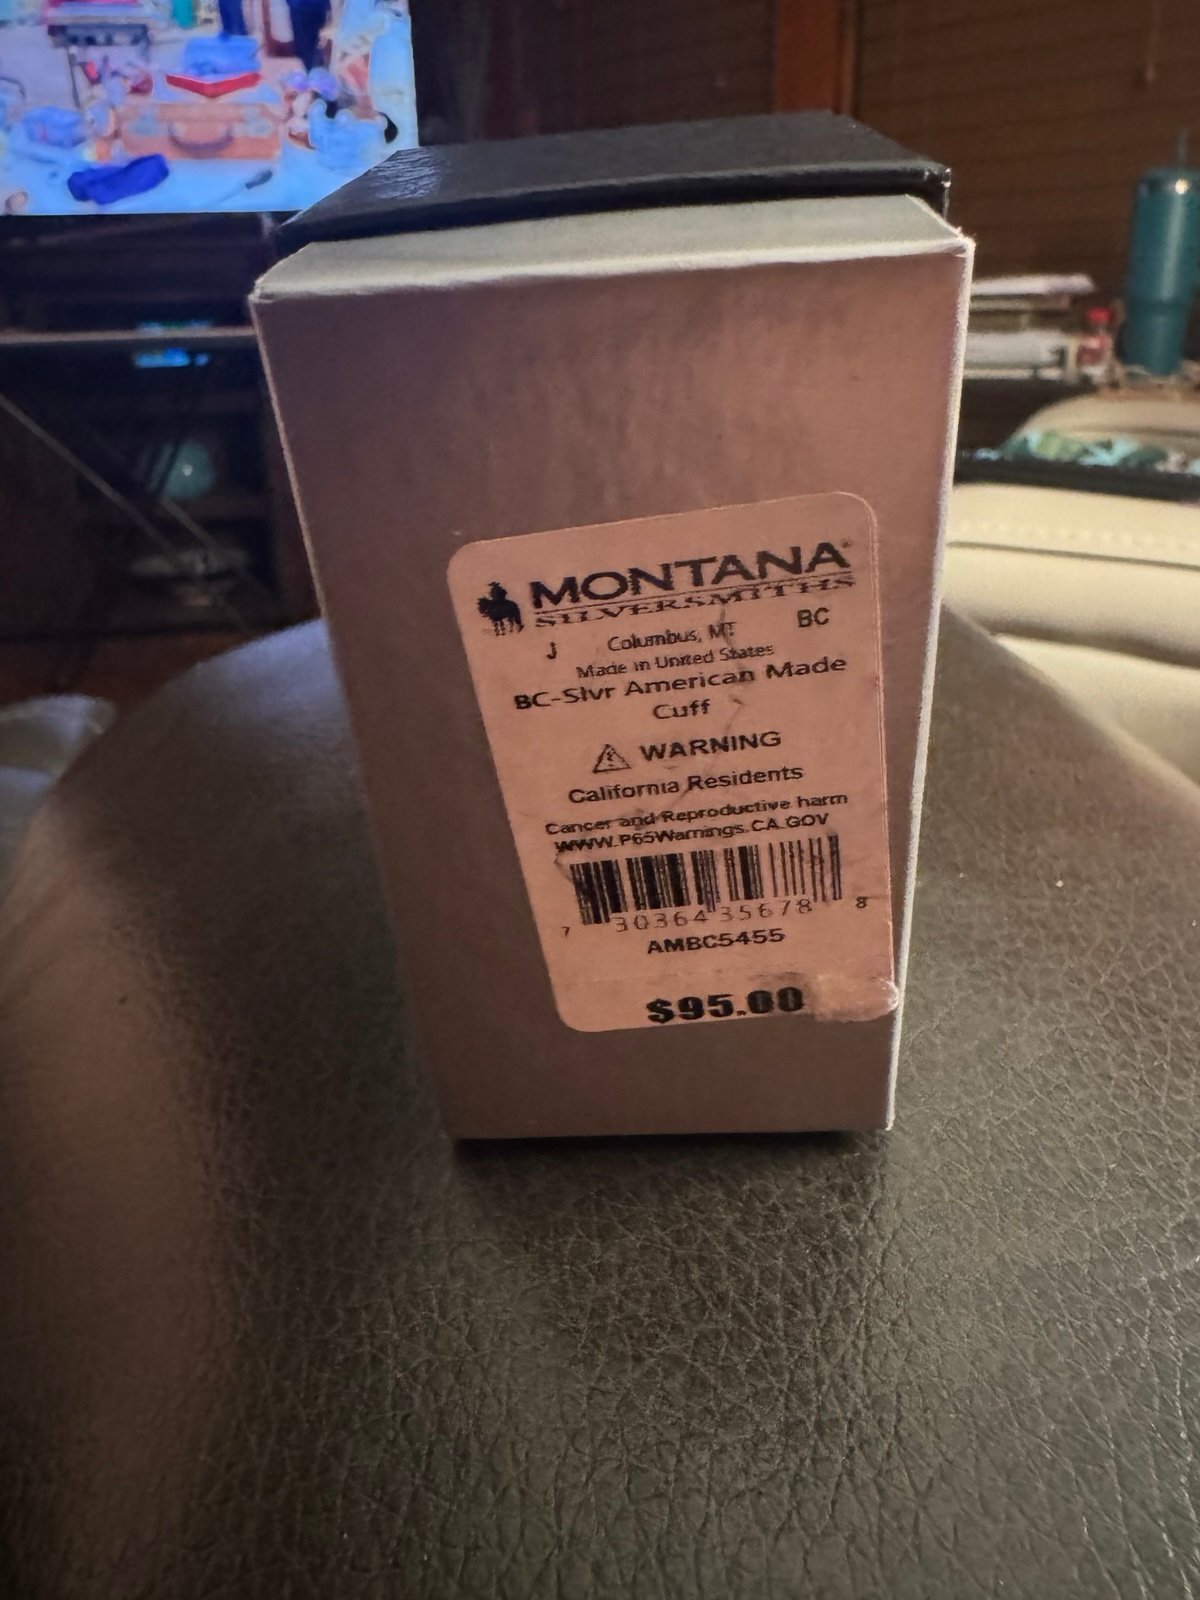 MONTANA®
SILVERSMITHS
J Columbus, MT BC
Made in United States
BC-Slvr American Made
Cuff
WARNING
California Residents
Cancer and Reproductive harm
WWW.P65Warnings.CA.GOV
7 30364 35678 8
AMBC5455
$95.00